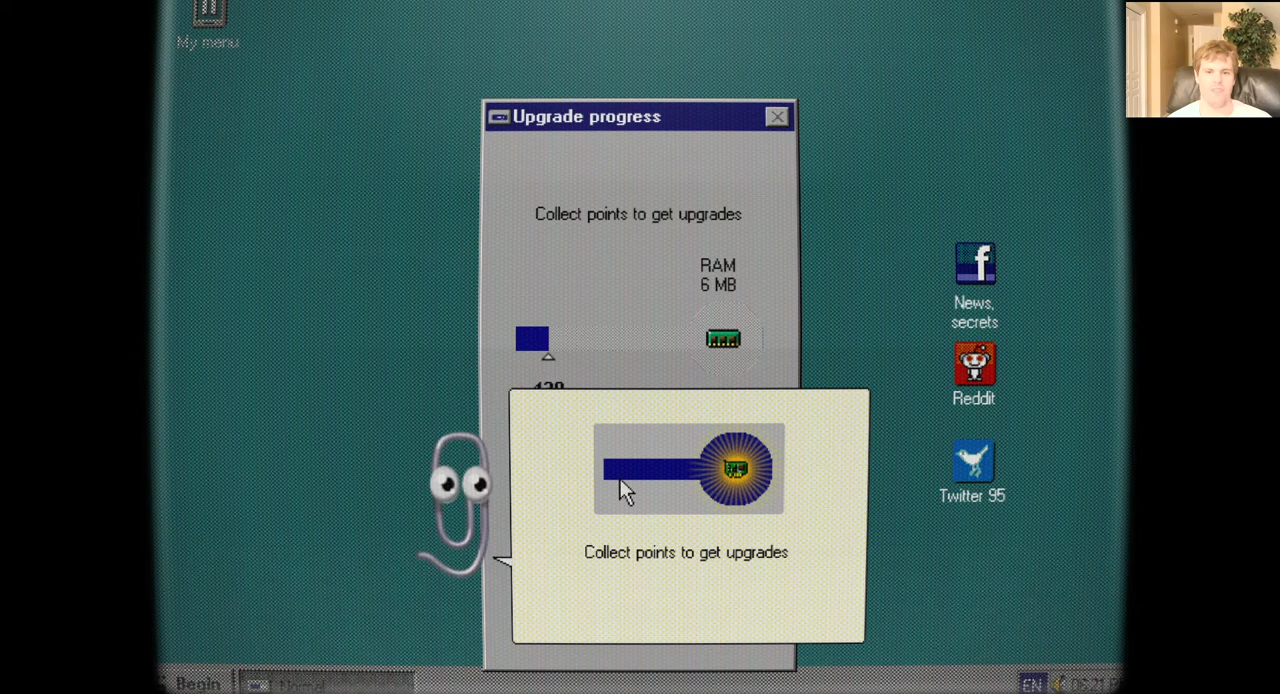 My menu
Upgrade progress
Collect points to get upgrades
RAM
6 MB
News,
secrets
Reddit
Collect points to get upgrades
Twitter 95
Begin
Normal
EN